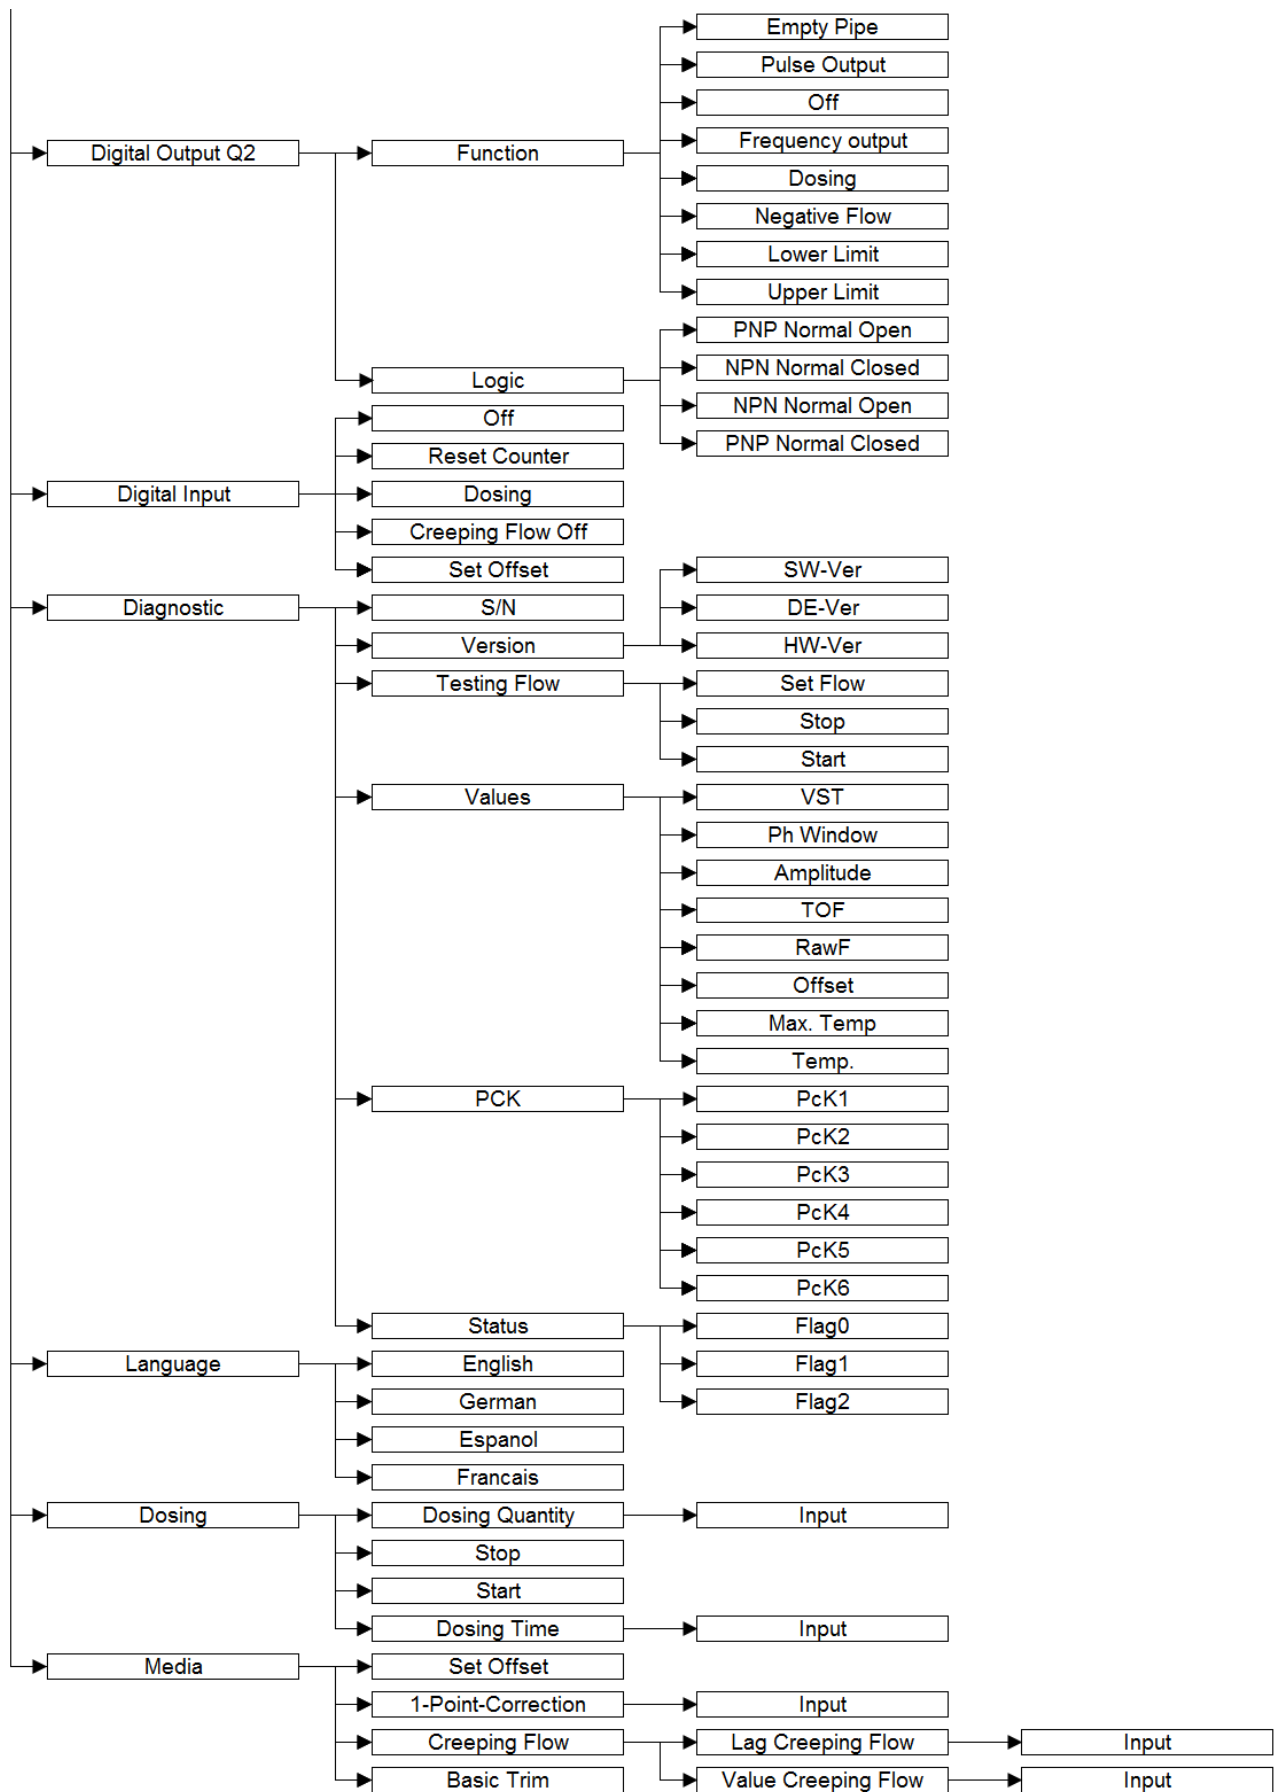 Empty Pipe
Pulse Output
Off
Frequency output
Digital Output Q2 Function
Dosing
Negative Flow
Lower Limit
Upper Limit
PNP Normal Open
NPN Normal Closed
Logic
NPN Normal Open
Off
PNP Normal Closed
Reset Counter
Digital Input Dosing
Creeping Flow Off
Set Offset SW-Ver
Diagnostic S/N DE-Ver
Version HW-Ver
Testing Flow Set Flow
Stop
Start
Values VST
Ph Window
Amplitude
TOF
RawF
Offset
Max. Temp
Temp.
PCK PcK1
PcK2
PcK3
PcK4
PcK5
PcK6
Status Flag0
Language English Flag1
German Flag2
Espanol
Francais
Dosing Dosing Quantity Input
Stop
Start
Dosing Time Input
Media Set Offset
1-Point-Correction Input
Creeping Flow Lag Creeping Flow Input
Basic Trim Value Creeping Flow Input